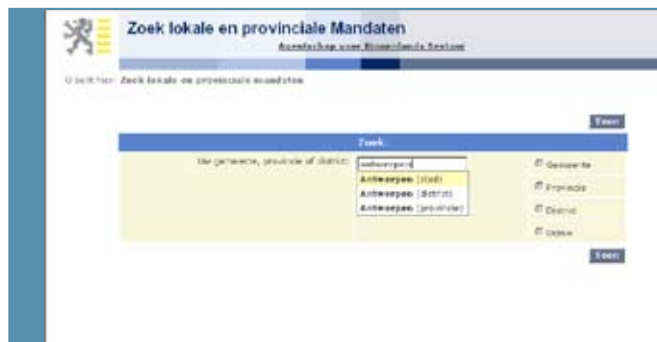 Zoek lokale en provinciale Mandaten
Agentschap voor Binnenlands Bestuur
U bent hier: Zoek lokale en provinciale mandaten
Toon
Zoek:
Uw gemeente, provincie of district:
antwerpen
Gemeente
Antwerpen (stad)
Antwerpen (district)
Provincie
Antwerpen (provincie)
District
OCMW
Toon